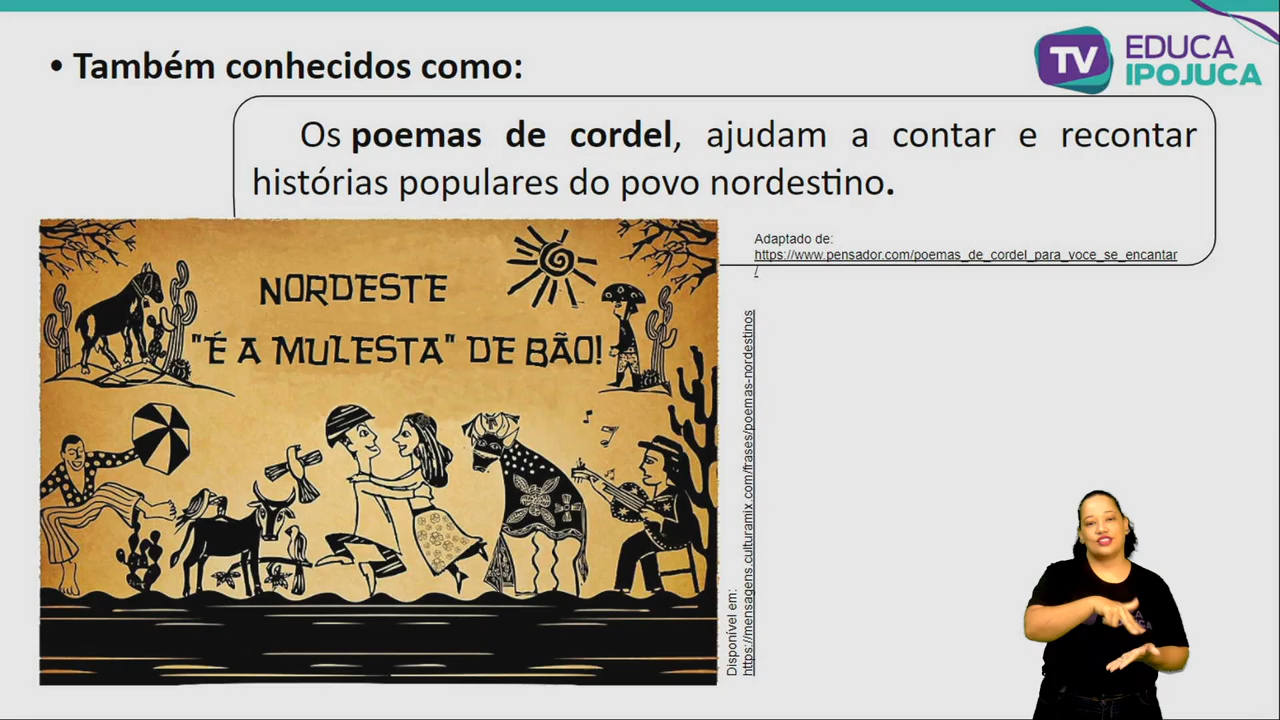 • Também conhecidos como:
TV EDUCA
IPOJUCA
Os poemas de cordel, ajudam a contar e recontar
histórias populares do povo nordestino.
Adaptado de:
https://www.pensador.com/poemas_de_cordel_para_voce_se_encantar
/
NORDESTE
"É A MULESTA" DE BÃO!
Disponível em:
https://mensagens.culturamix.com/frases/poemas-nordestinos